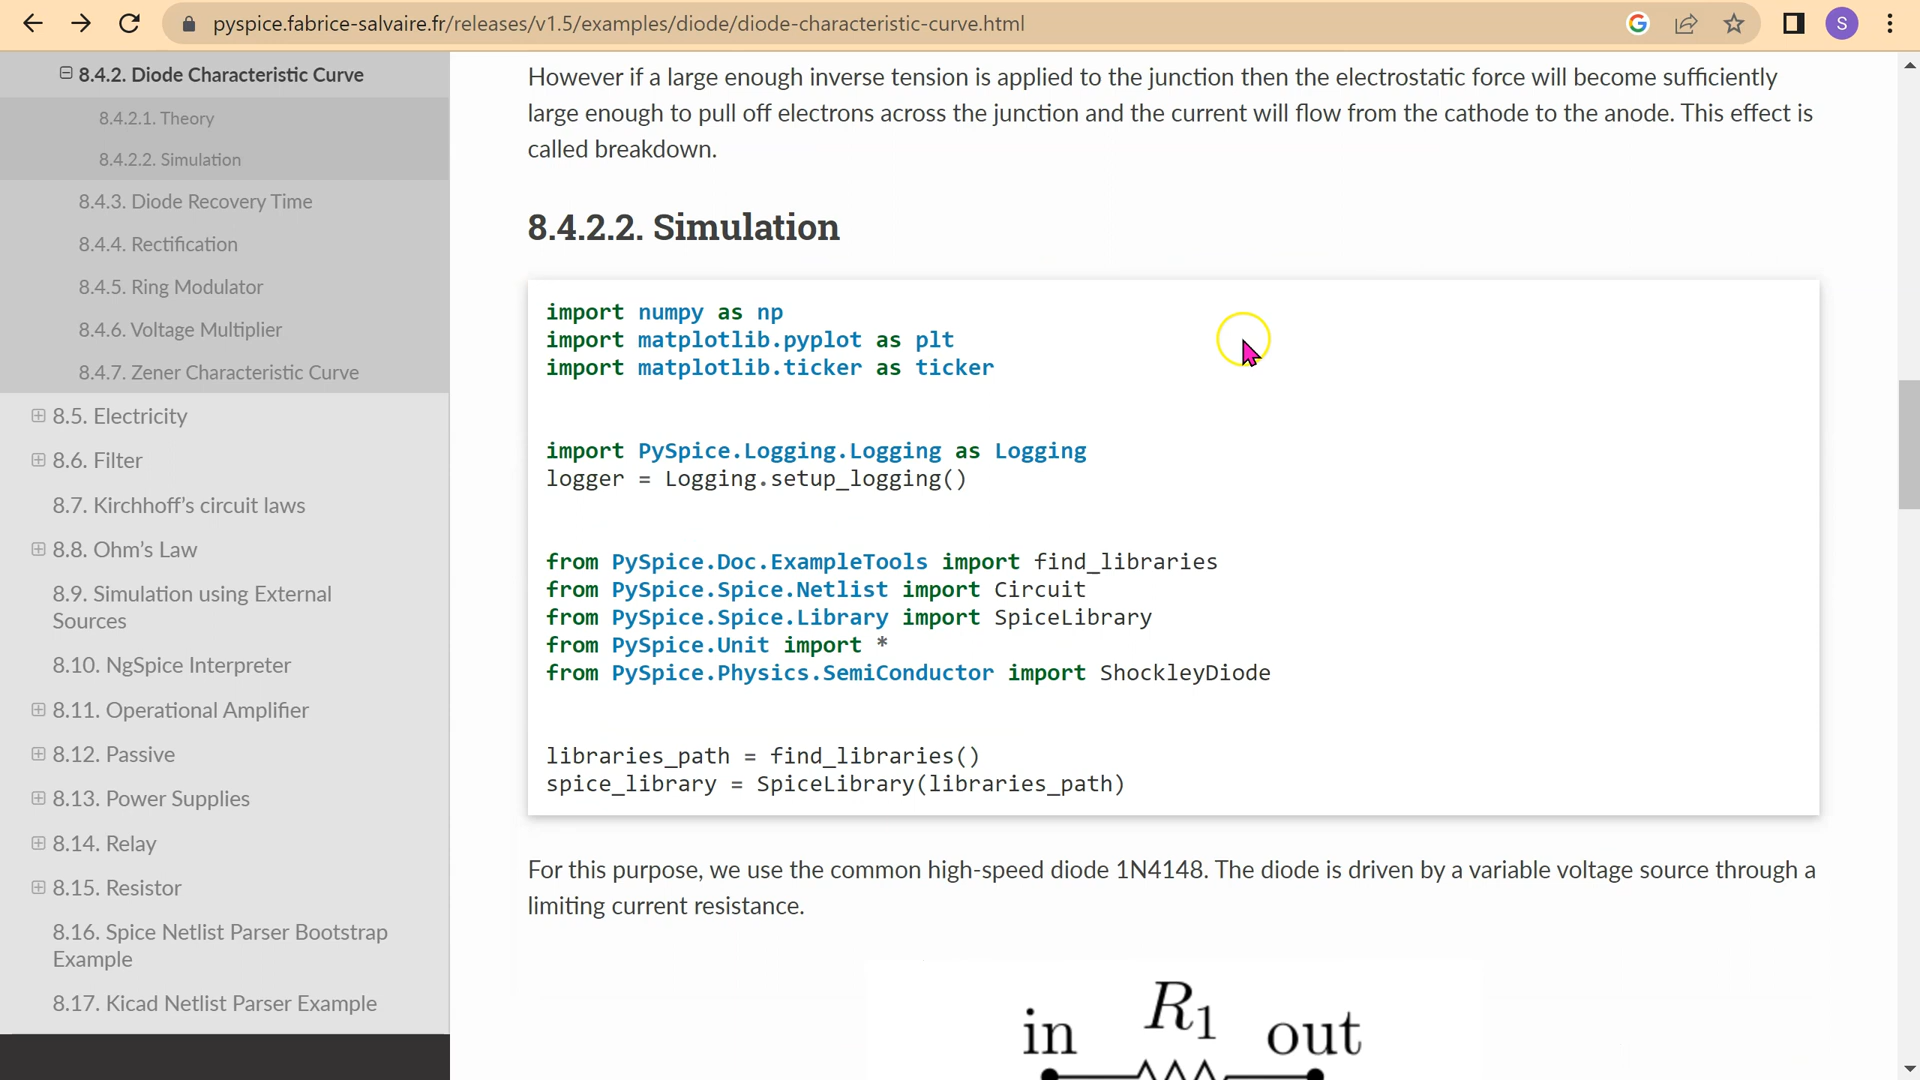 pyspice.fabrice-salvaire.fr/releases/v1.5/examples/diode/diode-characteristic-curve.html
S
8.4.2. Diode Characteristic Curve
8.4.2.1. Theory
8.4.2.2. Simulation
8.4.3. Diode Recovery Time
8.4.4. Rectification
8.4.5. Ring Modulator
8.4.6. Voltage Multiplier
8.4.7. Zener Characteristic Curve
8.5. Electricity
8.6. Filter
8.7. Kirchhoff’s circuit laws
8.8. Ohm’s Law
8.9. Simulation using External
Sources
8.10. NgSpice Interpreter
8.11. Operational Amplifier
8.12. Passive
8.13. Power Supplies
8.14. Relay
8.15. Resistor
8.16. Spice Netlist Parser Bootstrap
Example
8.17. Kicad Netlist Parser Example
However if a large enough inverse tension is applied to the junction then the electrostatic force will become sufficiently
large enough to pull off electrons across the junction and the current will flow from the cathode to the anode. This effect is
called breakdown.
8.4.2.2. Simulation
import numpy as np
import matplotlib.pyplot as plt
import matplotlib.ticker as ticker
import PySpice.Logging.Logging as Logging
logger = Logging.setup_logging()
from PySpice.Doc.ExampleTools import find_libraries
from PySpice.Spice.Netlist import Circuit
from PySpice.Spice.Library import SpiceLibrary
from PySpice.Unit import *
from PySpice.Physics.SemiConductor import ShockleyDiode
libraries_path = find_libraries()
spice_library = SpiceLibrary(libraries_path)
For this purpose, we use the common high-speed diode 1N4148. The diode is driven by a variable voltage source through a
limiting current resistance.
in R1 out